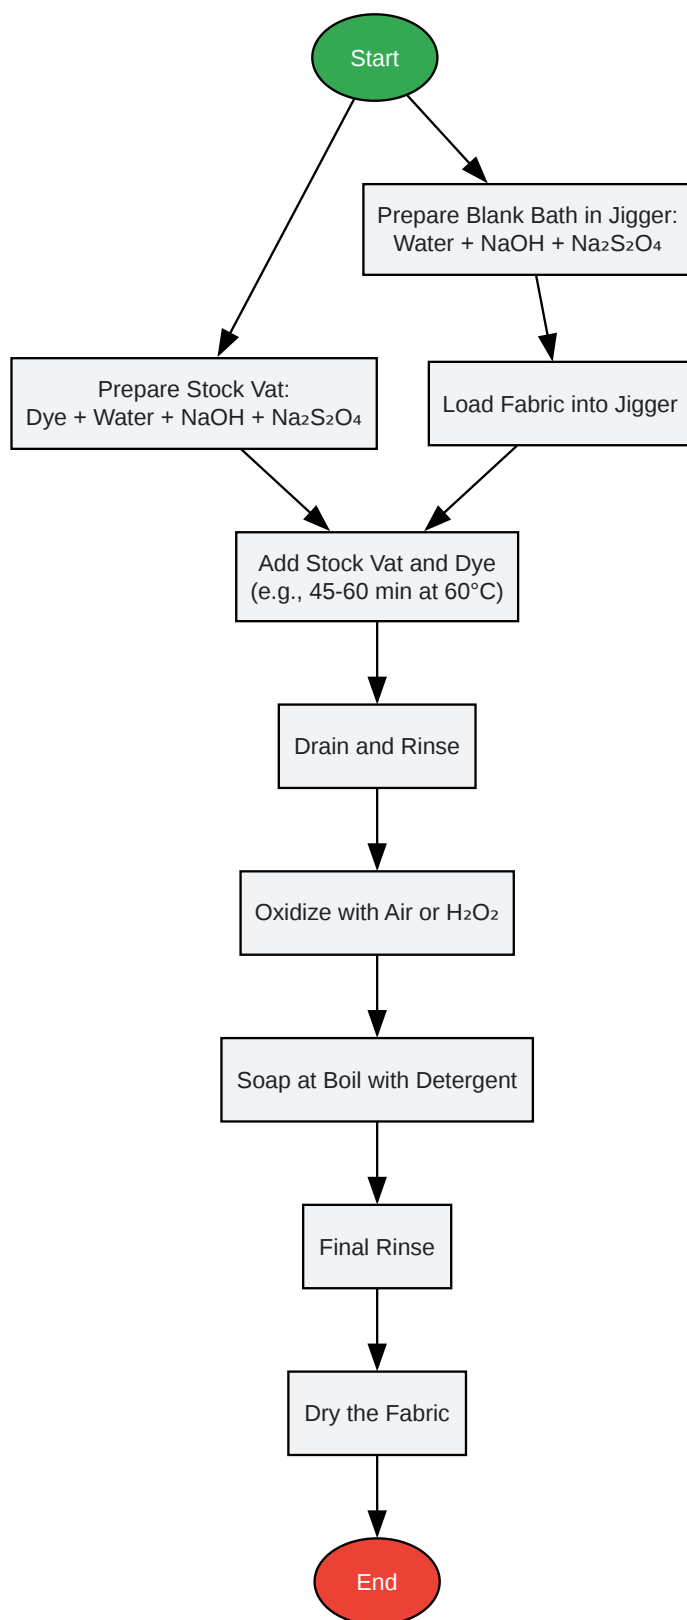 Start
Prepare Blank Bath in Jigger:
Water + NaOH + Na₂S₂O₄
Prepare Stock Vat:
Dye + Water + NaOH + Na₂S₂O₄
Load Fabric into Jigger
Add Stock Vat and Dye
(e.g., 45-60 min at 60°C)
Drain and Rinse
Oxidize with Air or H₂O₂
Soap at Boil with Detergent
Final Rinse
Dry the Fabric
End